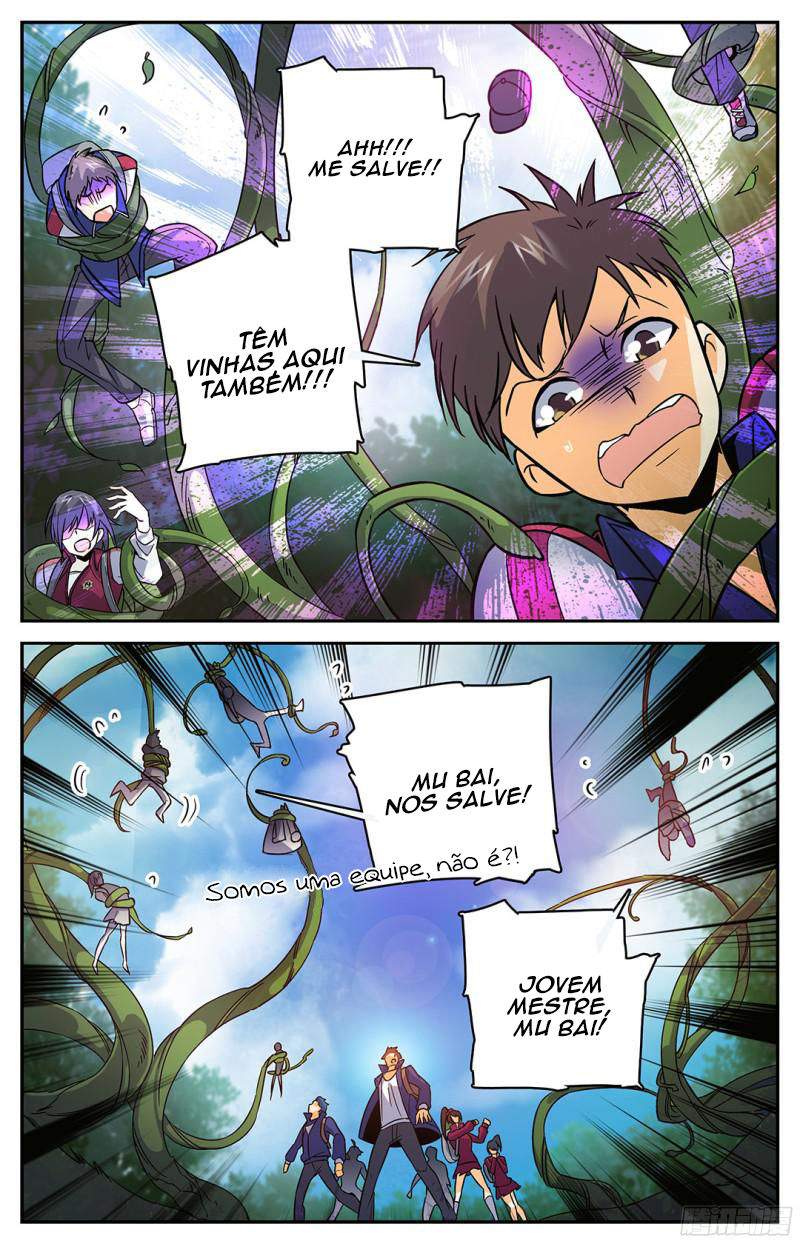 AHH!!!
ME SALVE!!
TÊM
VINHAS AQUI
TAMBÉM!!!
MU BAI,
NOS SALVE!
Somos uma equipe, não é?!
JOVEM
MESTRE,
MU BAI!